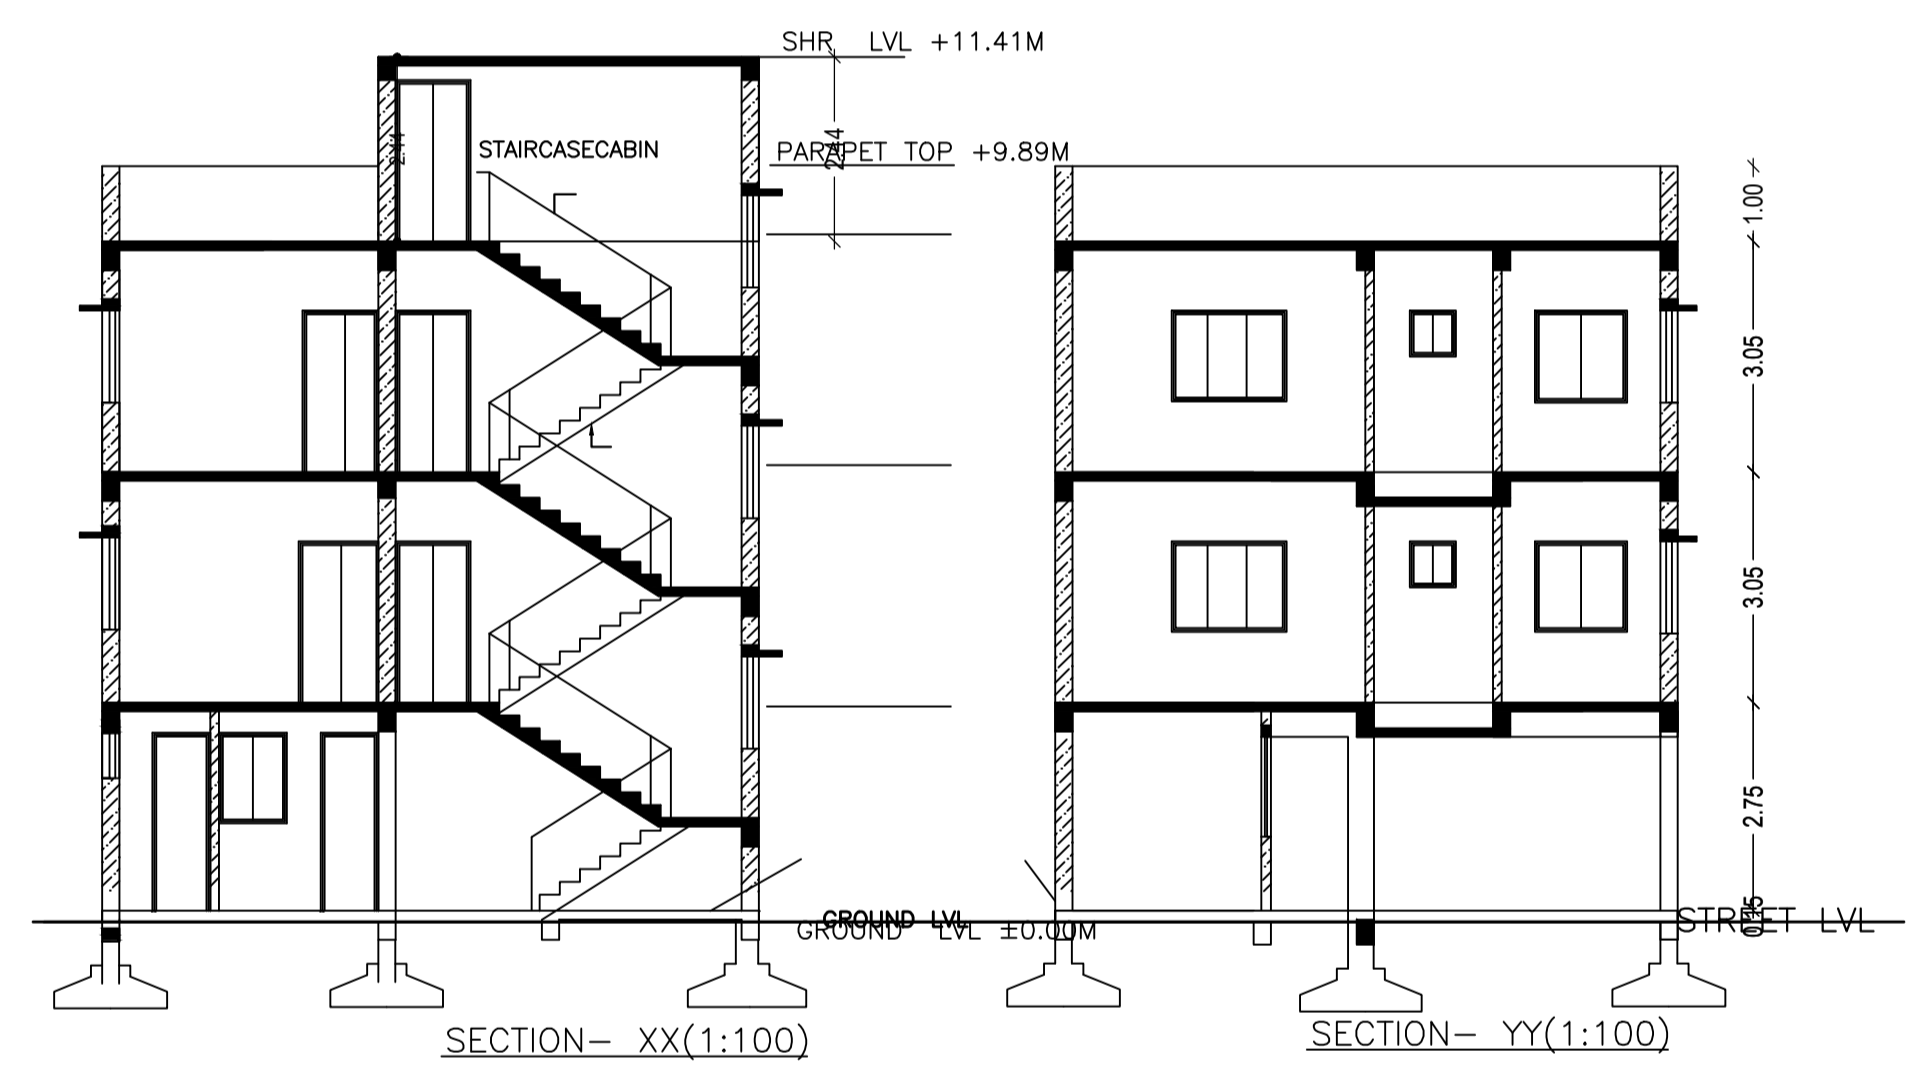 SHR LVL +11.41M
2.44
2.44
STAIRCASECABIN
PARAPET TOP +9.89M
1.00
3.05
3.05
2.75
0.15
GROUND LVL
GROUND LVL ±0.00M
STREET LVL
SECTION- XX(1:100)
SECTION- YY(1:100)